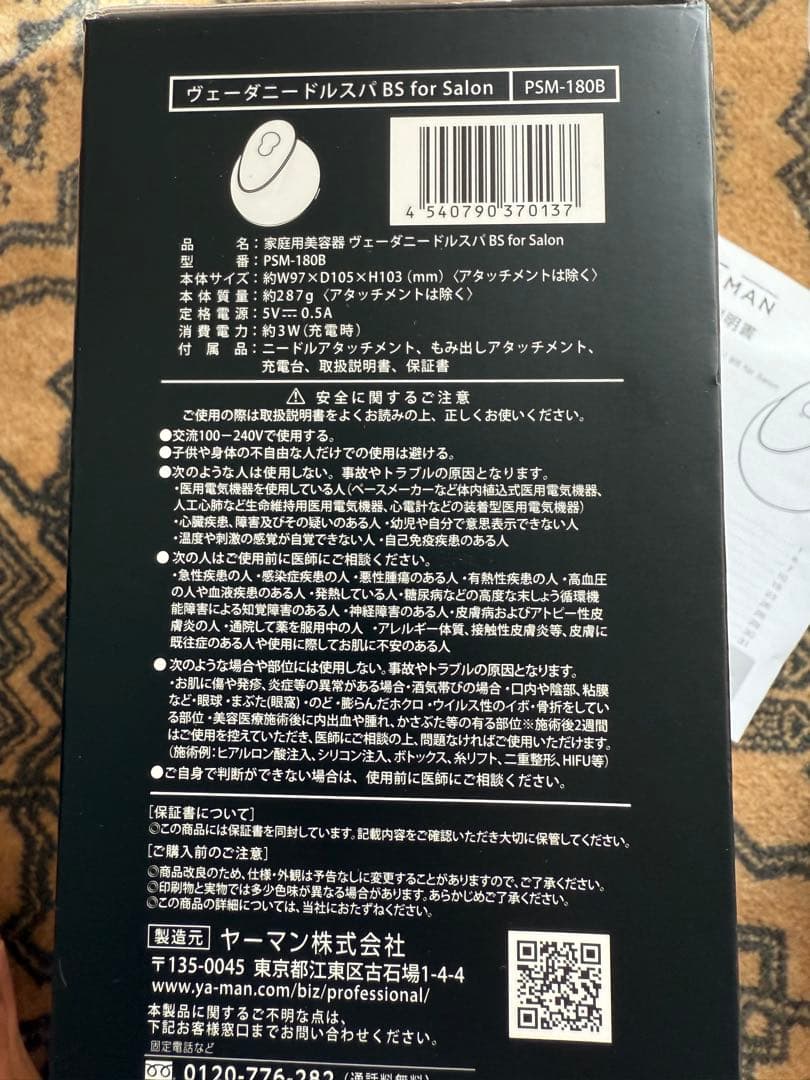 ヴェーダニードルスパ BS for Salon PSM-180B
4 540790 370137
品名：家庭用美容器 ヴェーダニードルスパ BS for Salon
型番：PSM-180B
本体サイズ：約W97×D105×H103（mm）〈アタッチメントは除く〉
本体質量：約287g〈アタッチメントは除く〉
定格電源：5V⎓0.5A
消費電力：約3W（充電時）
付属品：ニードルアタッチメント、もみ出しアタッチメント、
充電台、取扱説明書、保証書
⚠ 安全に関するご注意
ご使用の際は取扱説明書をよくお読みの上、正しくお使いください。
●交流100－240Vで使用する。
●子供や身体の不自由な人だけでの使用は避ける。
●次のような人は使用しない。事故やトラブルの原因となります。
・医用電気機器を使用している人（ペースメーカーなど体内植込式医用電気機器、
人工心肺など生命維持用医用電気機器、心電計などの装着型医用電気機器）
・心臓疾患、障害及びその疑いのある人・幼児や自分で意思表示できない人
・温度や刺激の感覚が自覚できない人・自己免疫疾患のある人
●次の人はご使用前に医師にご相談ください。
・急性疾患の人・感染症疾患の人・悪性腫瘍のある人・有熱性疾患の人・高血圧
の人や血液疾患のある人・発熱している人・糖尿病などの高度な末しょう循環機
能障害による知覚障害のある人・神経障害のある人・皮膚病およびアトピー性皮
膚炎の人・通院して薬を服用中の人 ・アレルギー体質、接触性皮膚炎等、皮膚に
既往症のある人や使用に際してお肌に不安のある人
●次のような場合や部位には使用しない。事故やトラブルの原因となります。
・お肌に傷や発疹、炎症等の異常がある場合・酒気帯びの場合・口内や陰部、粘膜
など・眼球・まぶた(眼窩)・のど・膨らんだホクロ・ウイルス性のイボ・骨折をしてい
る部位・美容医療施術後に内出血や腫れ、かさぶた等の有る部位※施術後2週間
はご使用を控えていただき、医師にご相談の上、問題なければご使用いただけます。
（施術例：ヒアルロン酸注入、シリコン注入、ボトックス、糸リフト、二重整形、HIFU等）
●ご自身で判断ができない場合は、使用前に医師にご相談ください。
［保証書について］
◎この商品には保証書を同封しています。記載内容をご確認いただき大切に保管してください。
［ご購入前のご注意］
◎商品改良のため、仕様・外観は予告なしに変更することがありますので、ご了承ください。
◎印刷物と実物では多少色味が異なる場合があります。あらかじめご了承ください。
◎この商品の詳細については、当社におたずねください。
製造元 ヤーマン株式会社
〒135-0045 東京都江東区古石場1-4-4
www.ya-man.com/biz/professional/
本製品に関するご不明な点は、
下記お客様窓口までお問い合わせください。
固定電話など
0120-776-282（通話料無料）
MAN
明書
BS for Salon